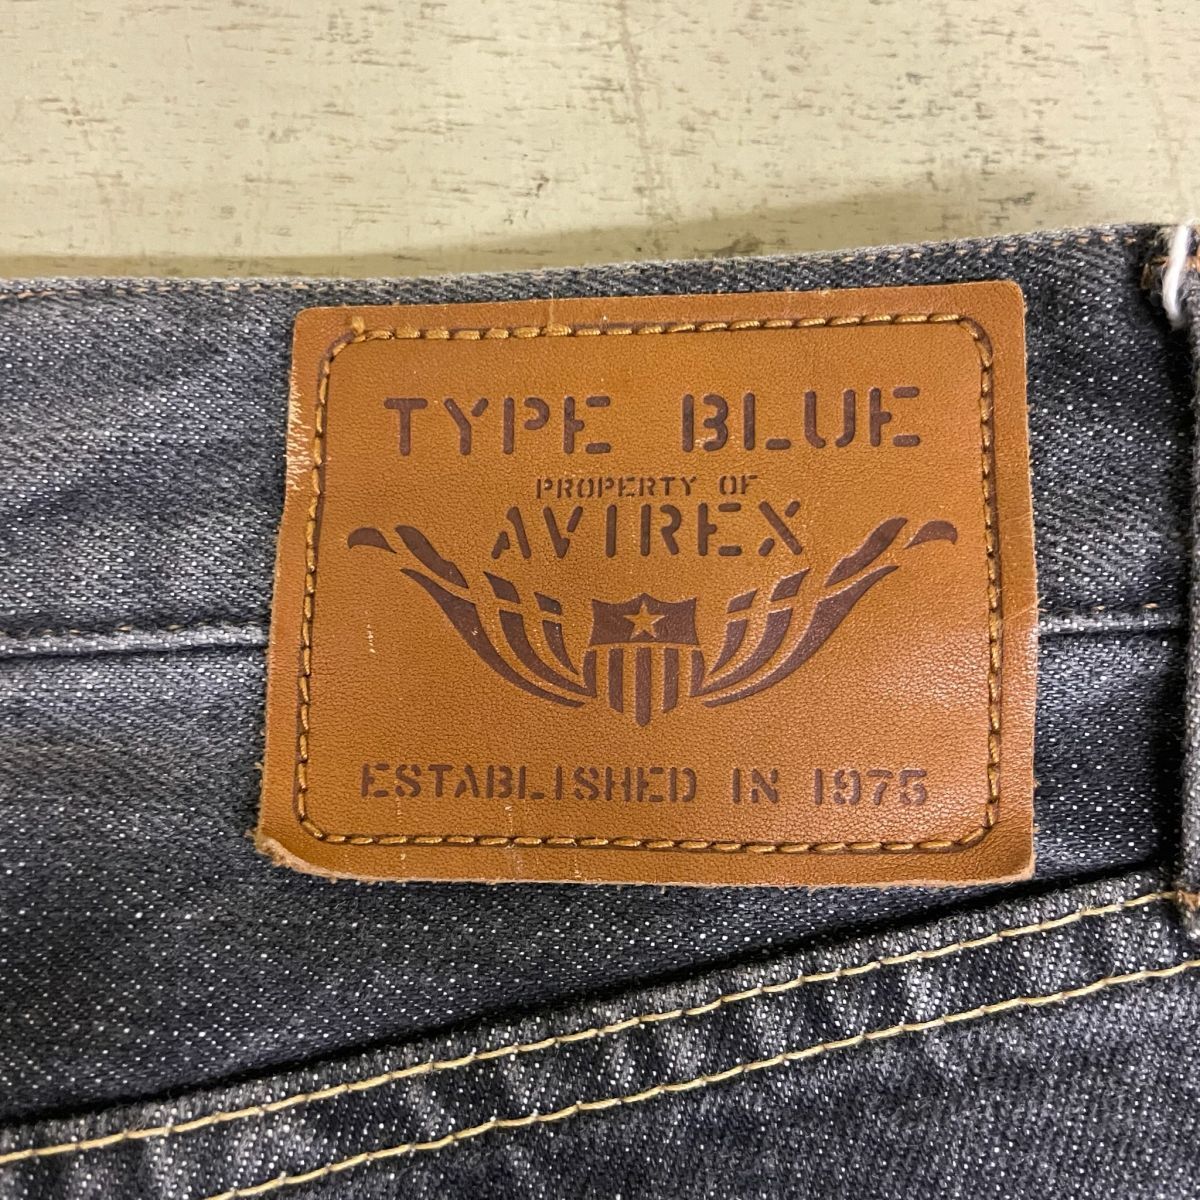 TYPE BLUE
PROPERTY OF
AVIREX
ESTABLISHED IN 1975